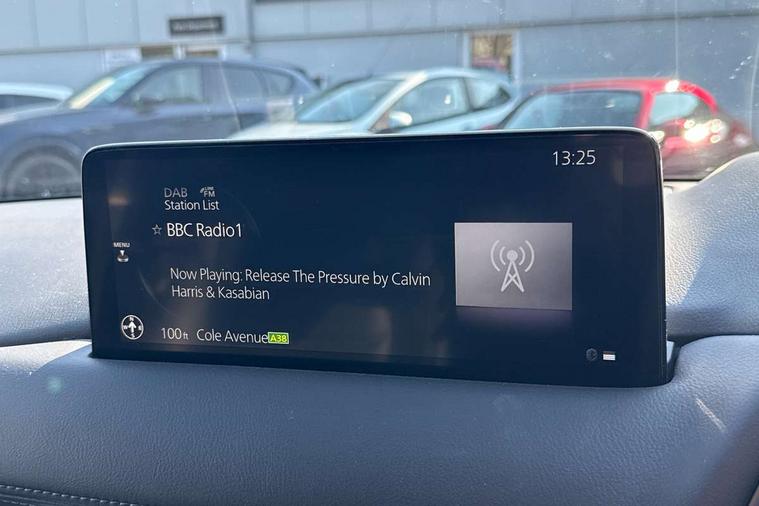 13:25
DAB LINK FM
Station List
☆ BBC Radio1
MENU
Now Playing: Release The Pressure by Calvin
Harris & Kasabian
100ft Cole Avenue A38